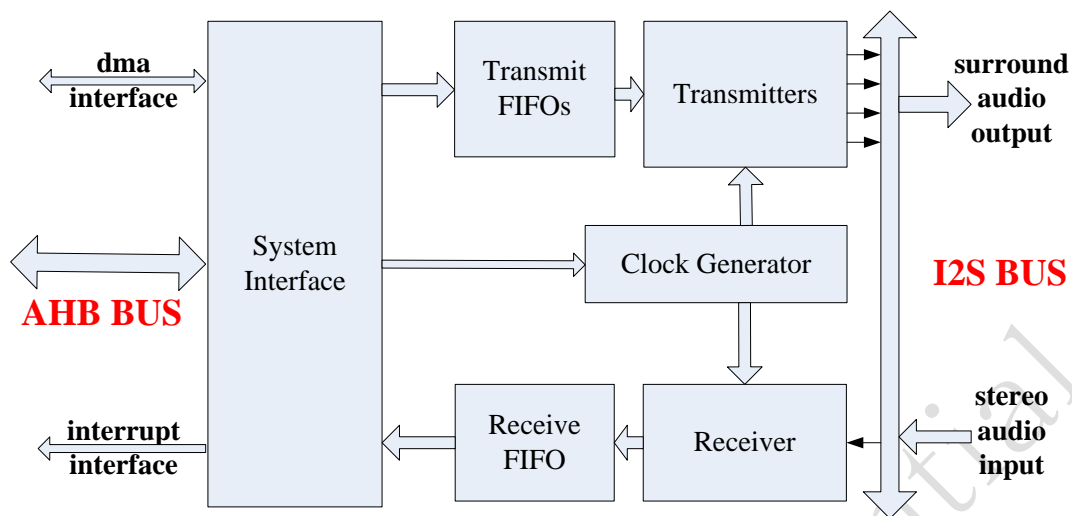 dma
interface
System
Interface
Transmit
FIFOs
Transmitters
surround
audio
output
AHB BUS
Clock Generator
I2S BUS
interrupt
interface
Receive
FIFO
Receiver
stereo
audio
input